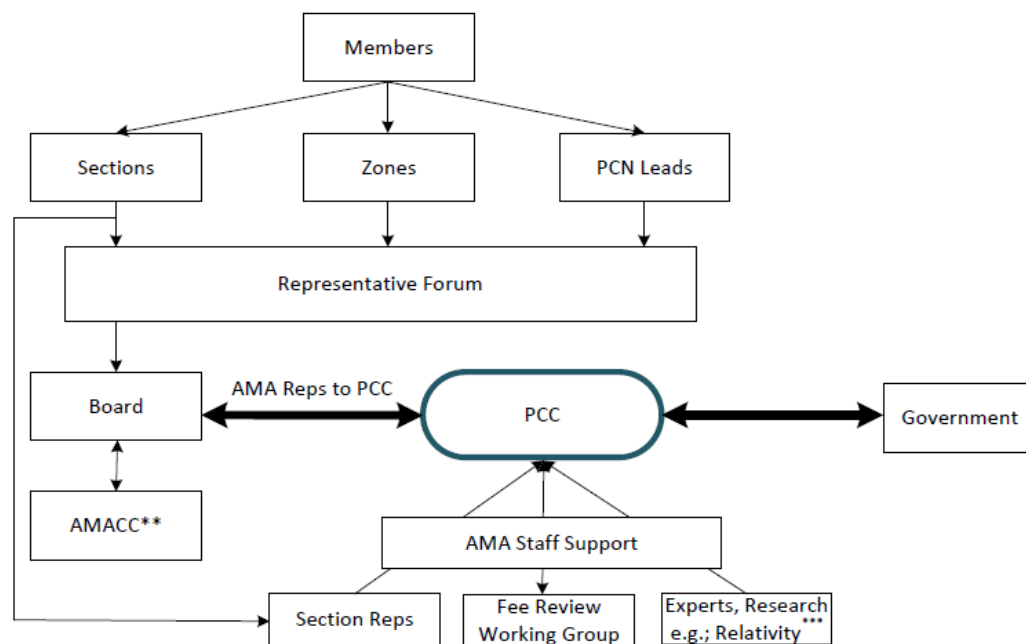 Members
Sections
Zones
PCN Leads
Representative Forum
Board
AMA Reps to PCC
PCC
Government
AMACC**
AMA Staff Support
Section Reps
Fee Review
Working Group
Experts, Research
e.g.; Relativity***